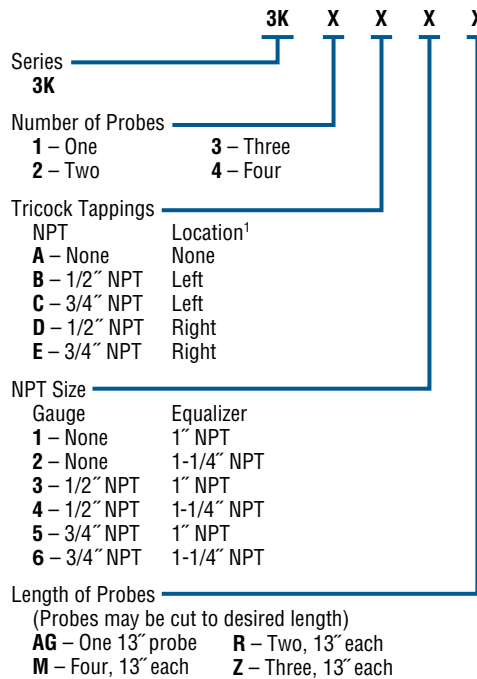 3K X X X X
Series
3K
Number of Probes
1 – One 3 – Three
2 – Two 4 – Four
Tricock Tappings
NPT Location¹
A – None None
B – 1/2˝ NPT Left
C – 3/4˝ NPT Left
D – 1/2˝ NPT Right
E – 3/4˝ NPT Right
NPT Size
Gauge Equalizer
1 – None 1˝ NPT
2 – None 1-1/4˝ NPT
3 – 1/2˝ NPT 1˝ NPT
4 – 1/2˝ NPT 1-1/4˝ NPT
5 – 3/4˝ NPT 1˝ NPT
6 – 3/4˝ NPT 1-1/4˝ NPT
Length of Probes
(Probes may be cut to desired length)
AG – One 13˝ probe R – Two, 13˝ each
M – Four, 13˝ each Z – Three, 13˝ each